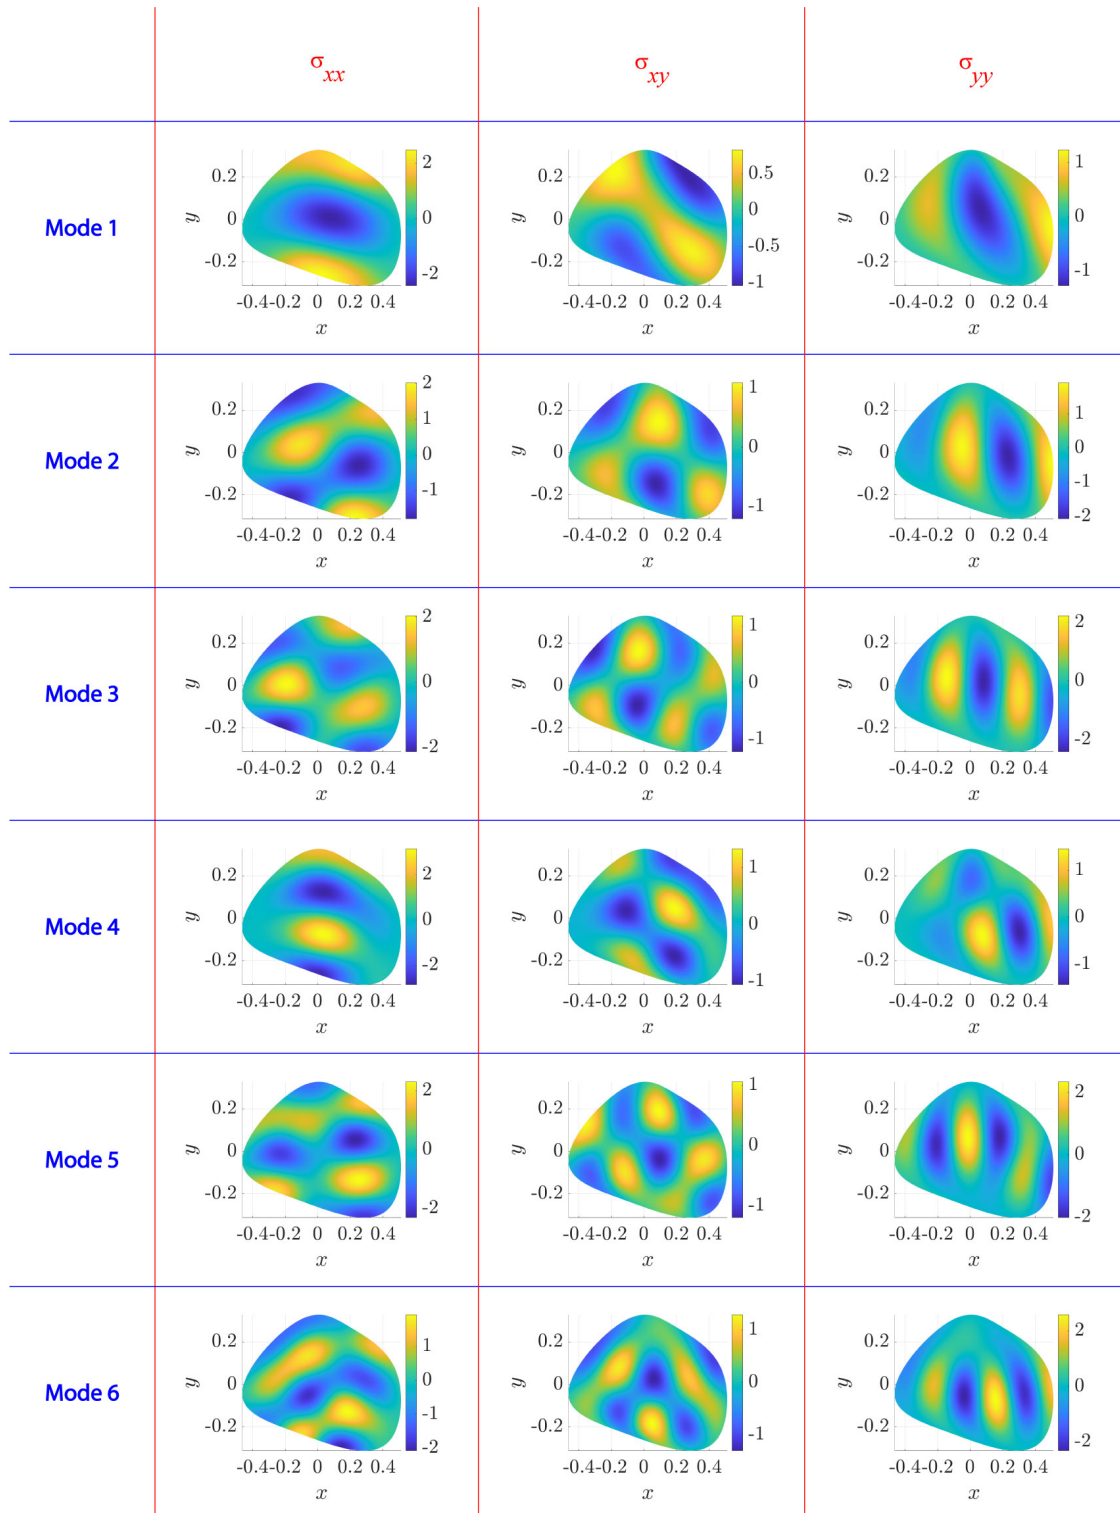 σxx σxy σyy
Mode 1
0.2 0 -0.2 y -0.4 -0.2 0 0.2 0.4 x 2 0 -2
0.2 0 -0.2 y -0.4 -0.2 0 0.2 0.4 x 0.5 0 -0.5 -1
0.2 0 -0.2 y -0.4 -0.2 0 0.2 0.4 x 1 0 -1
Mode 2
0.2 0 -0.2 y -0.4 -0.2 0 0.2 0.4 x 2 1 0 -1
0.2 0 -0.2 y -0.4 -0.2 0 0.2 0.4 x 1 0 -1
0.2 0 -0.2 y -0.4 -0.2 0 0.2 0.4 x 1 0 -1 -2
Mode 3
0.2 0 -0.2 y -0.4 -0.2 0 0.2 0.4 x 2 0 -2
0.2 0 -0.2 y -0.4 -0.2 0 0.2 0.4 x 1 0 -1
0.2 0 -0.2 y -0.4 -0.2 0 0.2 0.4 x 2 0 -2
Mode 4
0.2 0 -0.2 y -0.4 -0.2 0 0.2 0.4 x 2 0 -2
0.2 0 -0.2 y -0.4 -0.2 0 0.2 0.4 x 1 0 -1
0.2 0 -0.2 y -0.4 -0.2 0 0.2 0.4 x 1 0 -1
Mode 5
0.2 0 -0.2 y -0.4 -0.2 0 0.2 0.4 x 2 0 -2
0.2 0 -0.2 y -0.4 -0.2 0 0.2 0.4 x 1 0 -1
0.2 0 -0.2 y -0.4 -0.2 0 0.2 0.4 x 2 0 -2
Mode 6
0.2 0 -0.2 y -0.4 -0.2 0 0.2 0.4 x 1 0 -1 -2
0.2 0 -0.2 y -0.4 -0.2 0 0.2 0.4 x 1 0 -1
0.2 0 -0.2 y -0.4 -0.2 0 0.2 0.4 x 2 0 -2